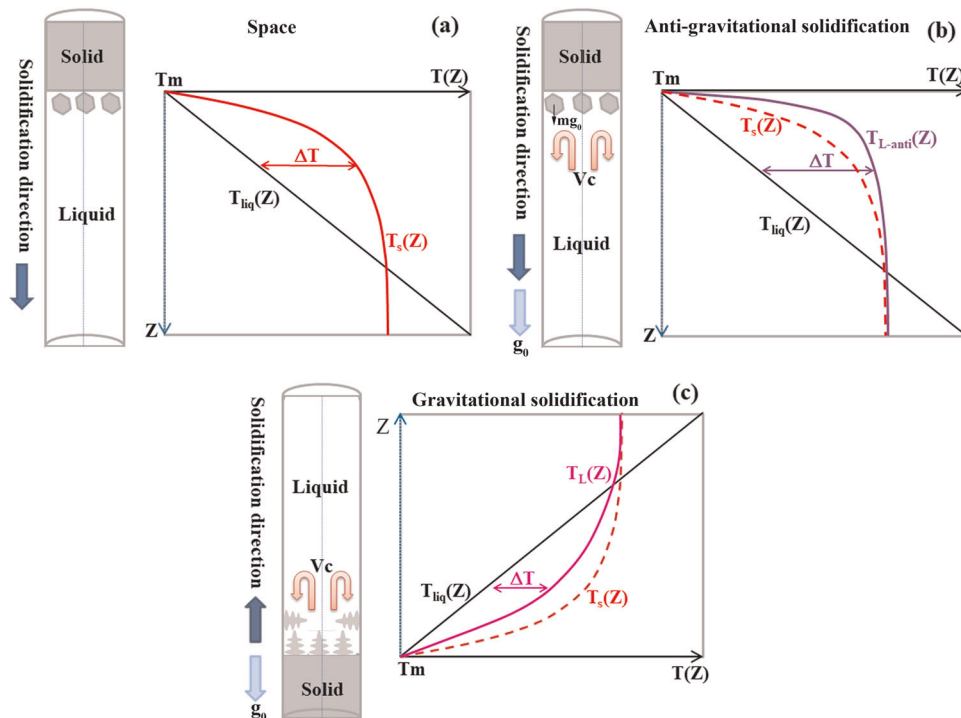 Space
(a)
Solid
Solidification direction
Liquid
Tm
T(Z)
ΔT
Tliq(Z)
Ts(Z)
Z
Anti-gravitational solidification
(b)
Solid
Solidification direction
mg0
Vc
Liquid
g0
Tm
T(Z)
Ts(Z)
TL-anti(Z)
ΔT
Tliq(Z)
Z
Gravitational solidification
(c)
Solidification direction
Liquid
Vc
Solid
g0
Z
TL(Z)
ΔT
Tliq(Z)
Ts(Z)
Tm
T(Z)